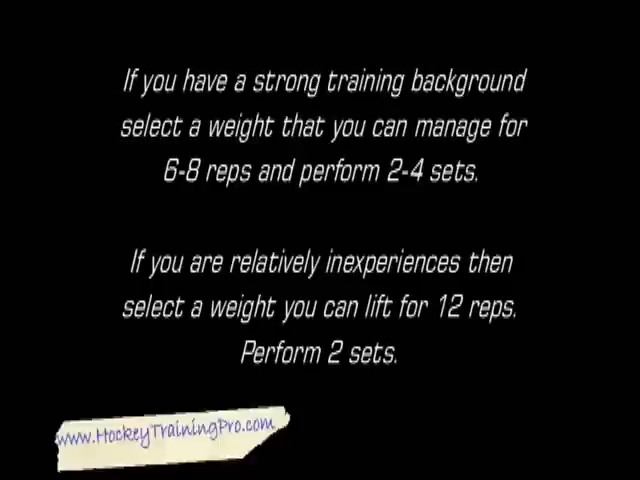 If you have a strong training background
select a weight that you can manage for
6-8 reps and perform 2-4 sets.
If you are relatively inexperiences then
select a weight you can lift for 12 reps.
Perform 2 sets.
www.HockeyTrainingPro.com